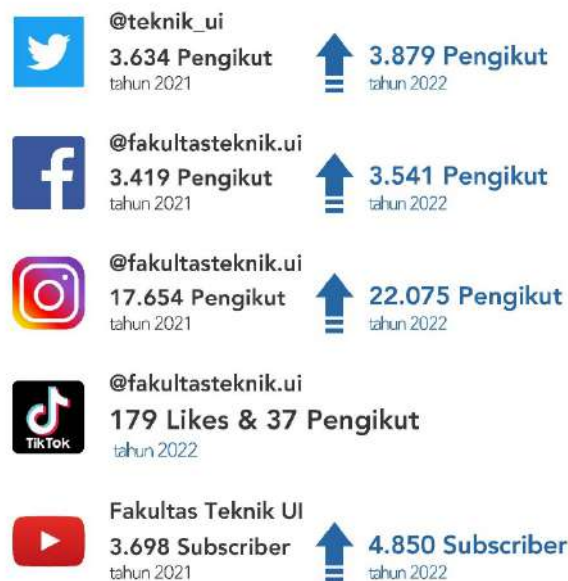 @teknik_ui
3.634 Pengikut
tahun 2021
3.879 Pengikut
tahun 2022
@fakultasteknik.ui
3.419 Pengikut
tahun 2021
3.541 Pengikut
tahun 2022
@fakultasteknik.ui
17.654 Pengikut
tahun 2021
22.075 Pengikut
tahun 2022
TikTok
@fakultasteknik.ui
179 Likes & 37 Pengikut
tahun 2022
Fakultas Teknik UI
3.698 Subscriber
tahun 2021
4.850 Subscriber
tahun 2022